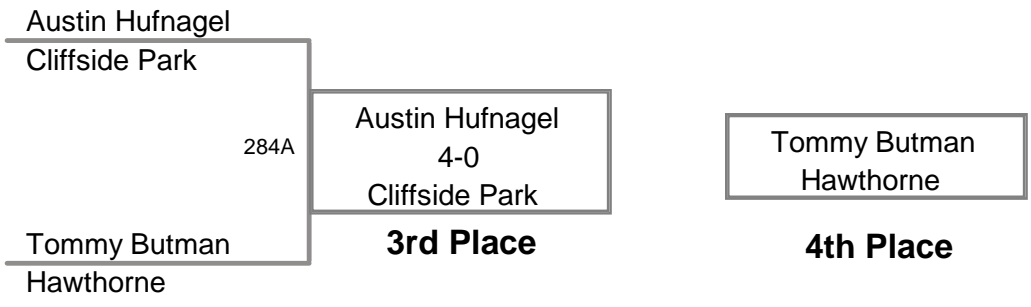 Austin Hufnagel
Cliffside Park
284A
Tommy Butman
Hawthorne
Austin Hufnagel
4-0
Cliffside Park
3rd Place
Tommy Butman
Hawthorne
4th Place